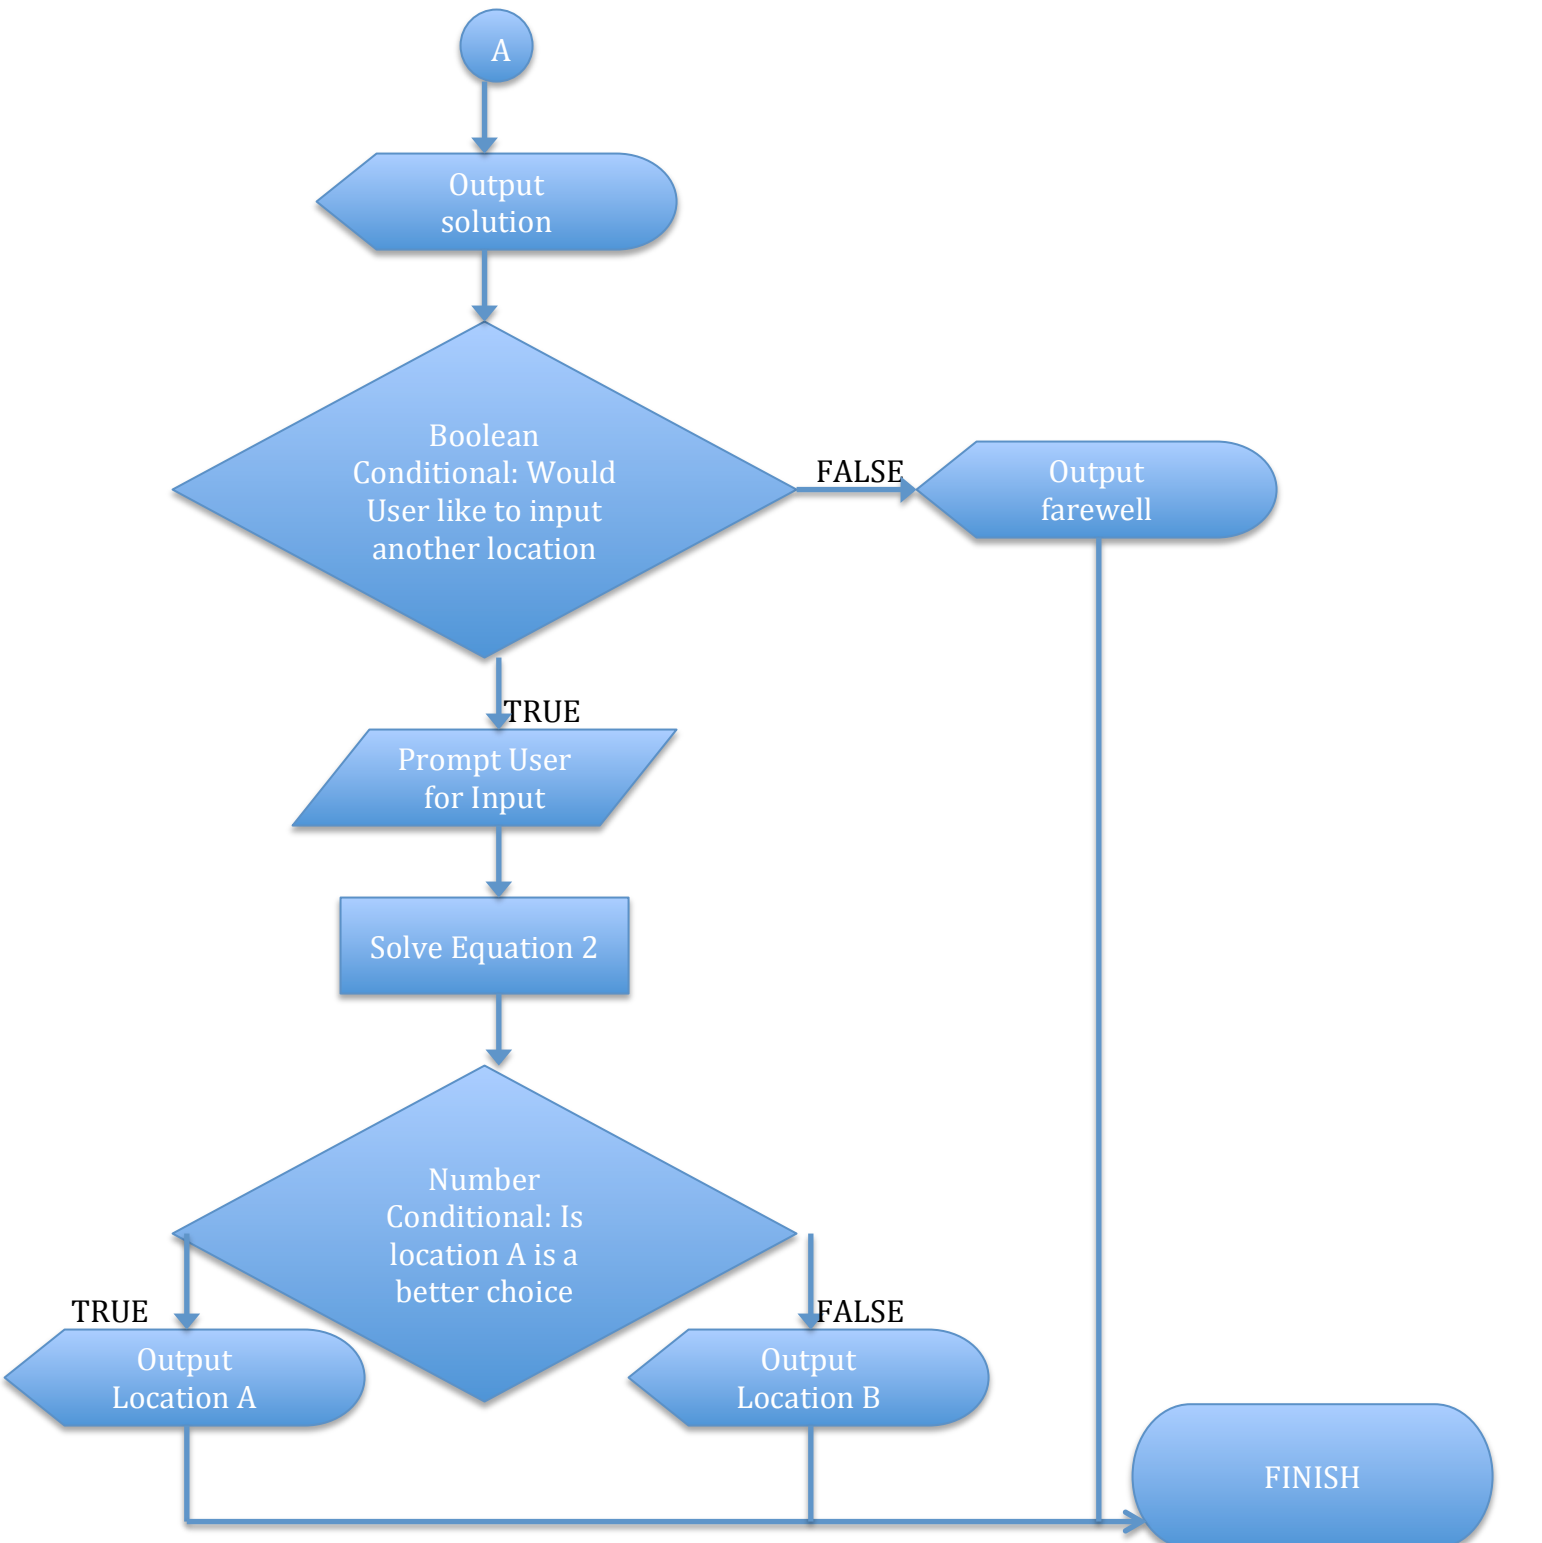 A
Output
solution
Boolean
Conditional: Would
User like to input
another location
FALSE
Output
farewell
TRUE
Prompt User
for Input
Solve Equation 2
Number
Conditional: Is
location A is a
better choice
TRUE
FALSE
Output
Location A
Output
Location B
FINISH